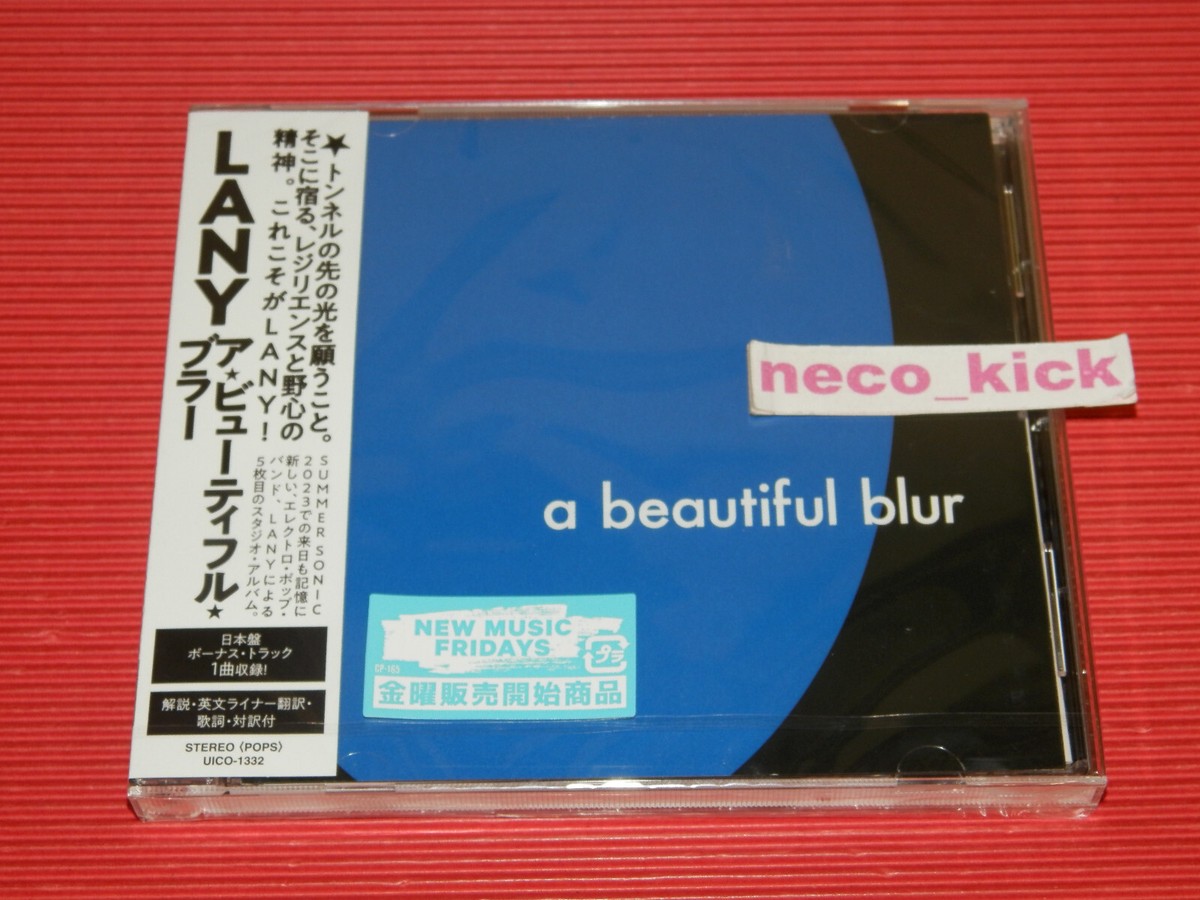 ★トンネルの先の光を願うこと。
そこに宿る、レジリエンスと野心の
精神。これこそがLANY!
LANY ア★ビューティフル★
ブラー
SUMMER SONIC
2023での来日も記憶に
新しい、エレクトロ・ポップ・
バンド、LANYによる
5枚目のスタジオ・アルバム。
日本盤
ボーナス・トラック
1曲収録!
解説・英文ライナー翻訳・
歌詞・対訳付
STEREO 〈POPS〉
UICO-1332
neco_kick
a beautiful blur
NEW MUSIC
FRIDAYS
CP-165
プラ
金曜販売開始商品